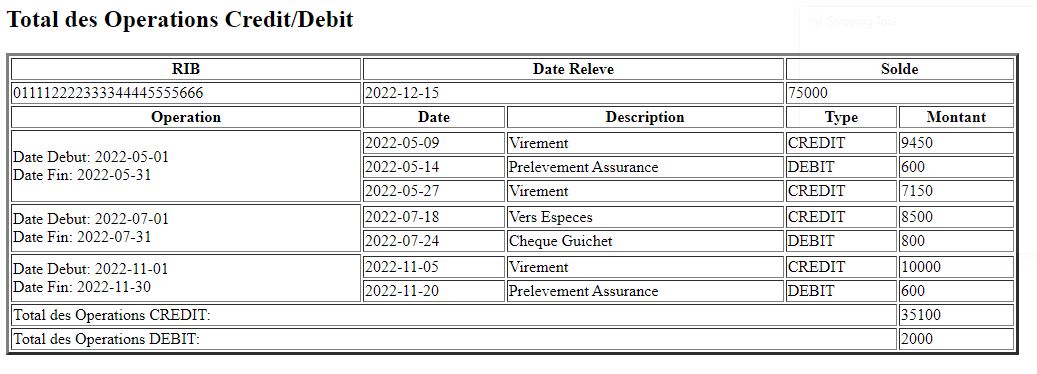 Total des Operations Credit/Debit
RIB Date Releve Solde
011112222333344445555666 2022-12-15 75000
Operation Date Description Type Montant
Date Debut: 2022-05-01
Date Fin: 2022-05-31
2022-05-09 Virement CREDIT 9450
2022-05-14 Prelevement Assurance DEBIT 600
2022-05-27 Virement CREDIT 7150
Date Debut: 2022-07-01
Date Fin: 2022-07-31
2022-07-18 Vers Especes CREDIT 8500
2022-07-24 Cheque Guichet DEBIT 800
Date Debut: 2022-11-01
Date Fin: 2022-11-30
2022-11-05 Virement CREDIT 10000
2022-11-20 Prelevement Assurance DEBIT 600
Total des Operations CREDIT: 35100
Total des Operations DEBIT: 2000
Snipping Tool